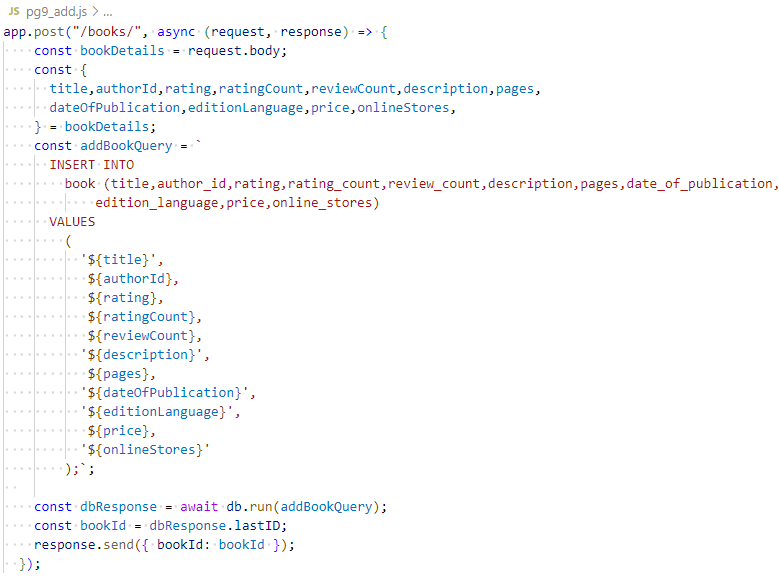 JS pg9_add.js > ...
app.post("/books/", async (request, response) => {
const bookDetails = request.body;
const {
title,authorId,rating,ratingCount,reviewCount,description,pages,
dateOfPublication,editionLanguage,price,onlineStores,
} = bookDetails;
const addBookQuery = `
INSERT INTO
book (title,author_id,rating,rating_count,review_count,description,pages,date_of_publication,
edition_language,price,online_stores)
VALUES
(
'${title}',
${authorId},
${rating},
${ratingCount},
${reviewCount},
'${description}',
${pages},
'${dateOfPublication}',
'${editionLanguage}',
${price},
'${onlineStores}'
);`;
const dbResponse = await db.run(addBookQuery);
const bookId = dbResponse.lastID;
response.send({ bookId: bookId });
});